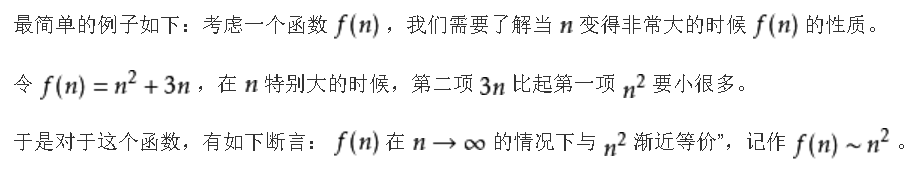 最简单的例子如下：考虑一个函数 f(n)，我们需要了解当 n 变得非常大的时候 f(n) 的性质。
令 f(n) = n² + 3n，在 n 特别大的时候，第二项 3n 比起第一项 n² 要小很多。
于是对于这个函数，有如下断言： f(n) 在 n → ∞ 的情况下与 n² 渐近等价”，记作 f(n) ~ n² 。